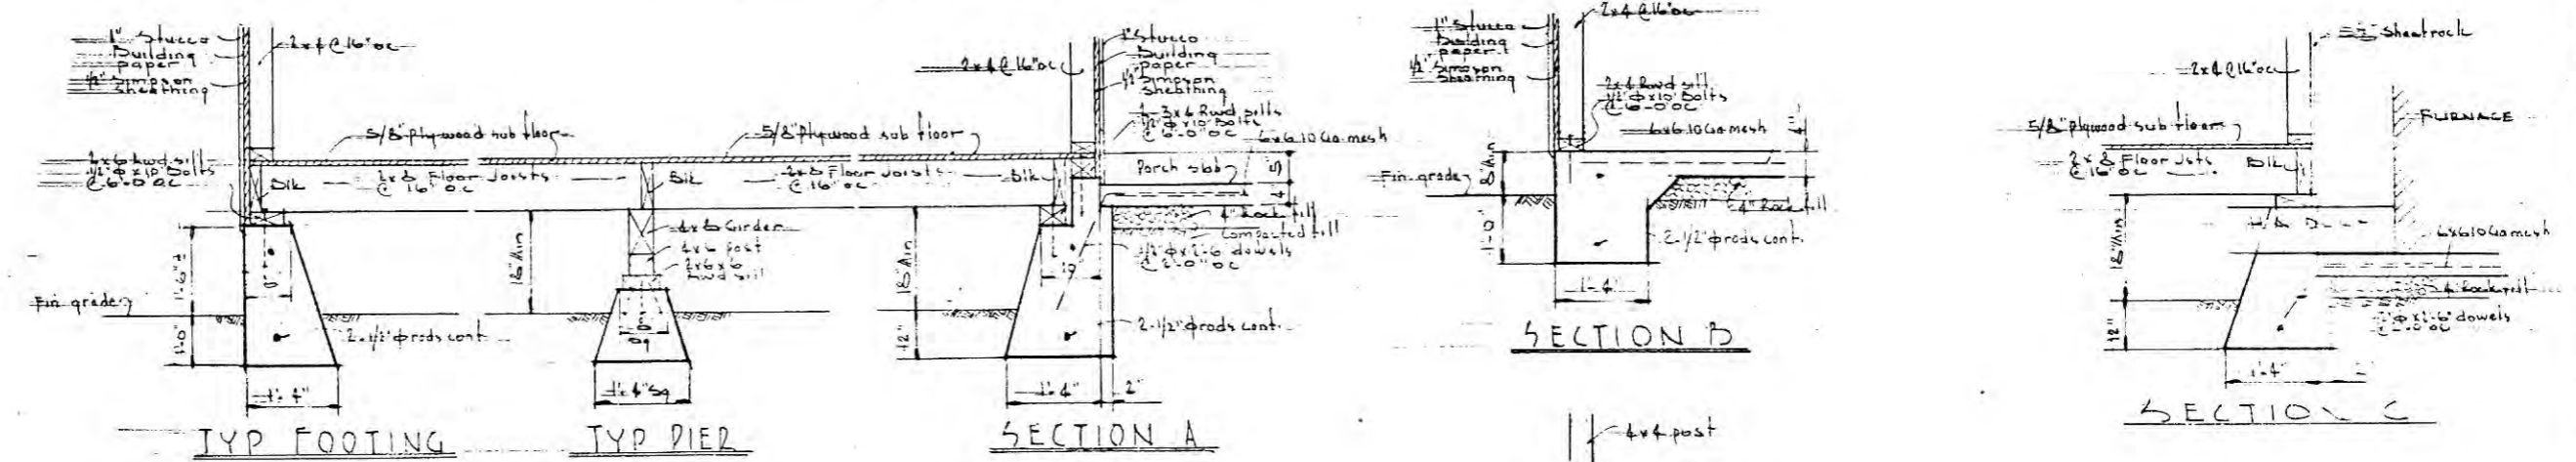 1" Stucco
Building
paper
1/2" Simpson
Sheathing
2x4 @ 16" oc
5/8" Plywood sub floor
2x6 Rwd sill
1/2" φ x 10" Bolts
@ 6'-0" OC
Blk
2x8 Floor Joists
@ 16" o.c.
1'-6"±
Fin grade
1'-0"
2-1/2" φ rods cont.
1'-4"
TYP FOOTING
18" Min
Blk
4x6 post
2x6x6
Rwd sill
1'-4" Sq
TYP PIER
5/8" Plywood sub floor
2x8 Floor Joists
@ 16" oc
Blk
2x4 @ 16" oc
1" Stucco
Building
paper
1/2" Simpson
Sheathing
Rwd sills
1/2" φ x 10" Bolts
@ 6'-0" OC
6x6 10 Ga mesh
Porch slab
5"
4"
4" Rock fill
Compacted fill
1/2" φ x 2'-6" dowels
@ 2'-0" OC
18" Min
10
12"
2-1/2" φ rods cont.
1'-4"
2"
SECTION A
1" Stucco
Building
paper
1/2" Simpson
Sheathing
2x4 @ 16" oc
2x4 Rwd sill
1/2" φ x 10" Bolts
@ 6'-0" OC
6x6 10 Ga mesh
4"
8" Min
Fin grade
1'-0"
4" Rock fill
2-1/2" φ rods cont.
1'-4"
SECTION B
4x4 post
Sheetrock
2x4 @ 16" oc
FURNACE
5/8" Plywood sub floor
2x8 Floor Jsts
@ 16" oc
Blk
18" Min
6x6 10 Ga mesh
4" Rock fill
dowels
12"
1'-4"
SECTION C